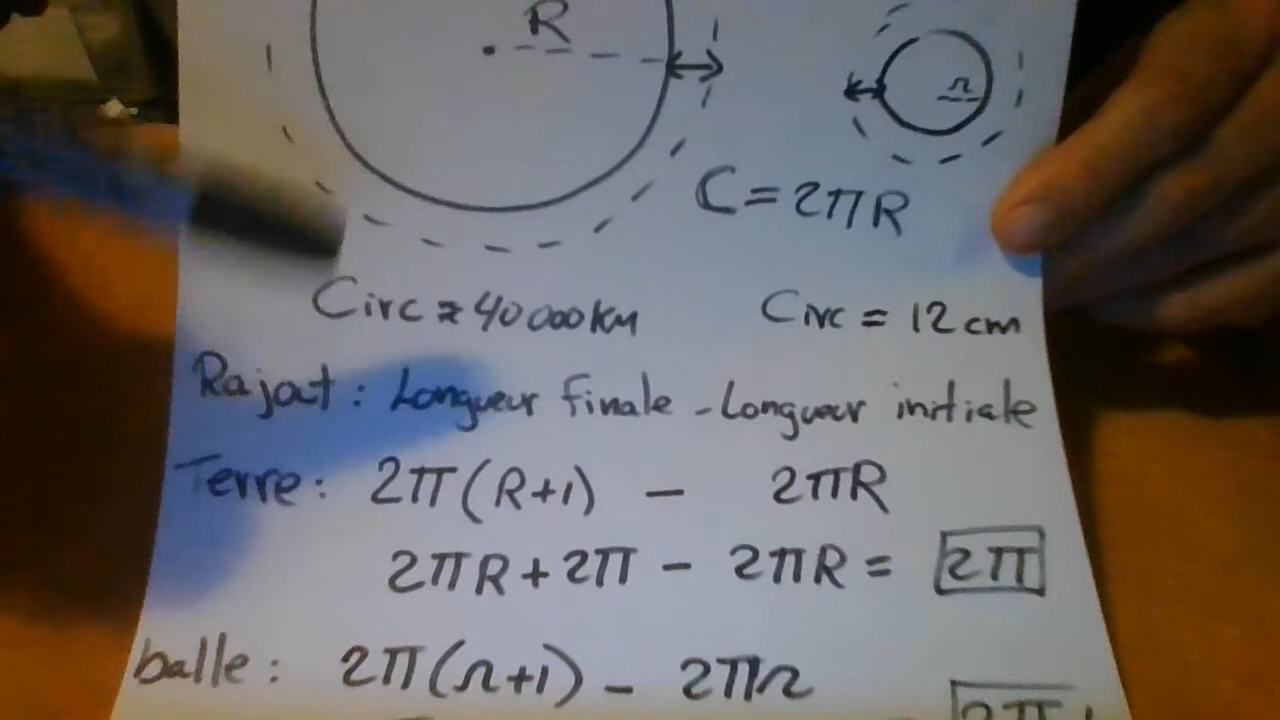 R
r
C = 2πR
Circ ≈ 40 000 km
Circ = 12 cm
Rajout : Longueur finale - Longueur initiale
Terre : 2π(R+1) - 2πR
2πR + 2π - 2πR = 2π
balle : 2π(r+1) - 2πr
2π